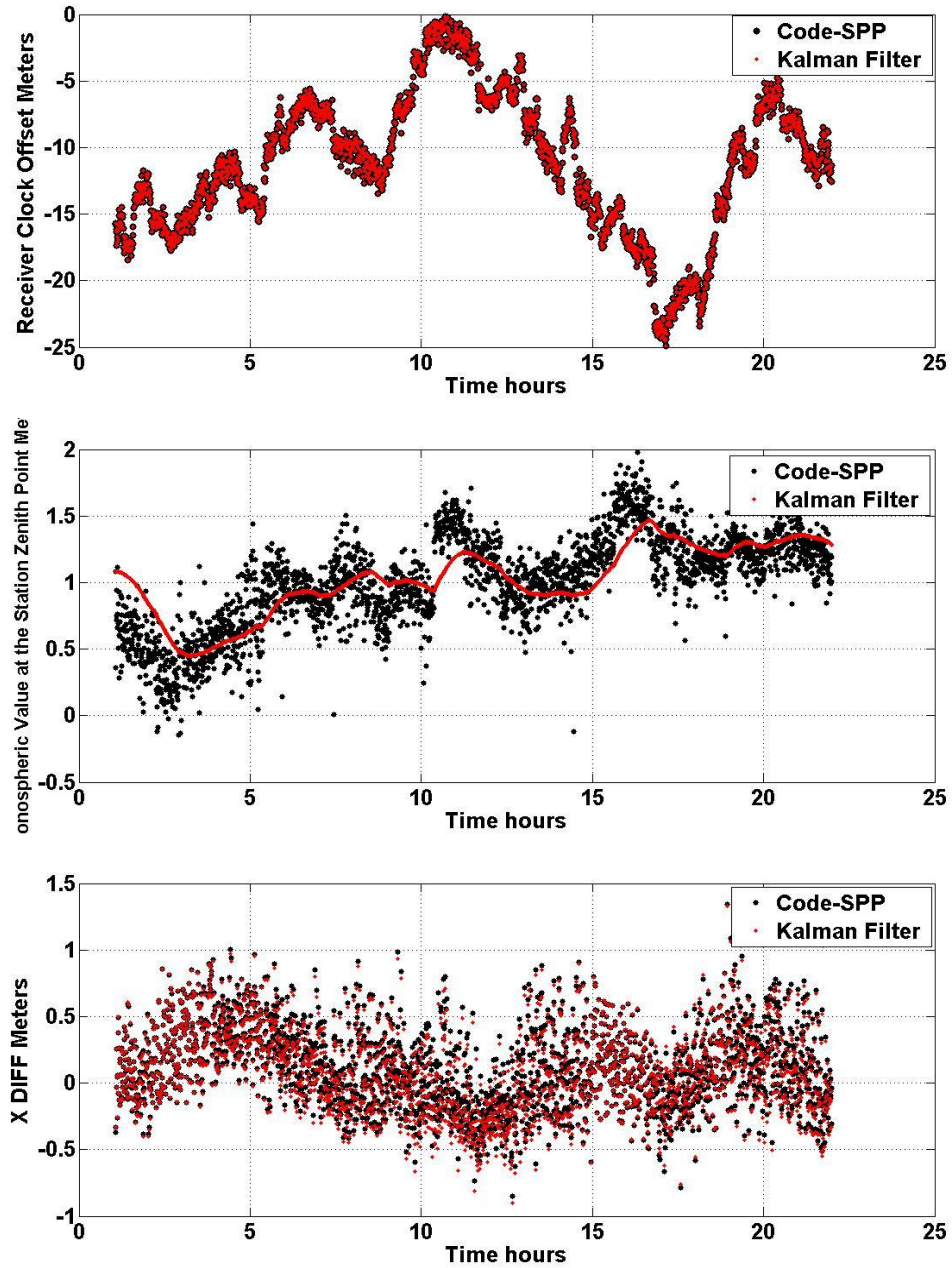 0
-5
-10
-15
-20
-25
Receiver Clock Offset Meters
Code-SPP
Kalman Filter
0 5 10 15 20 25
Time hours
2
1.5
1
0.5
0
-0.5
onospheric Value at the Station Zenith Point Me
Code-SPP
Kalman Filter
0 5 10 15 20 25
Time hours
1.5
1
0.5
0
-0.5
-1
X DIFF Meters
Code-SPP
Kalman Filter
0 5 10 15 20 25
Time hours